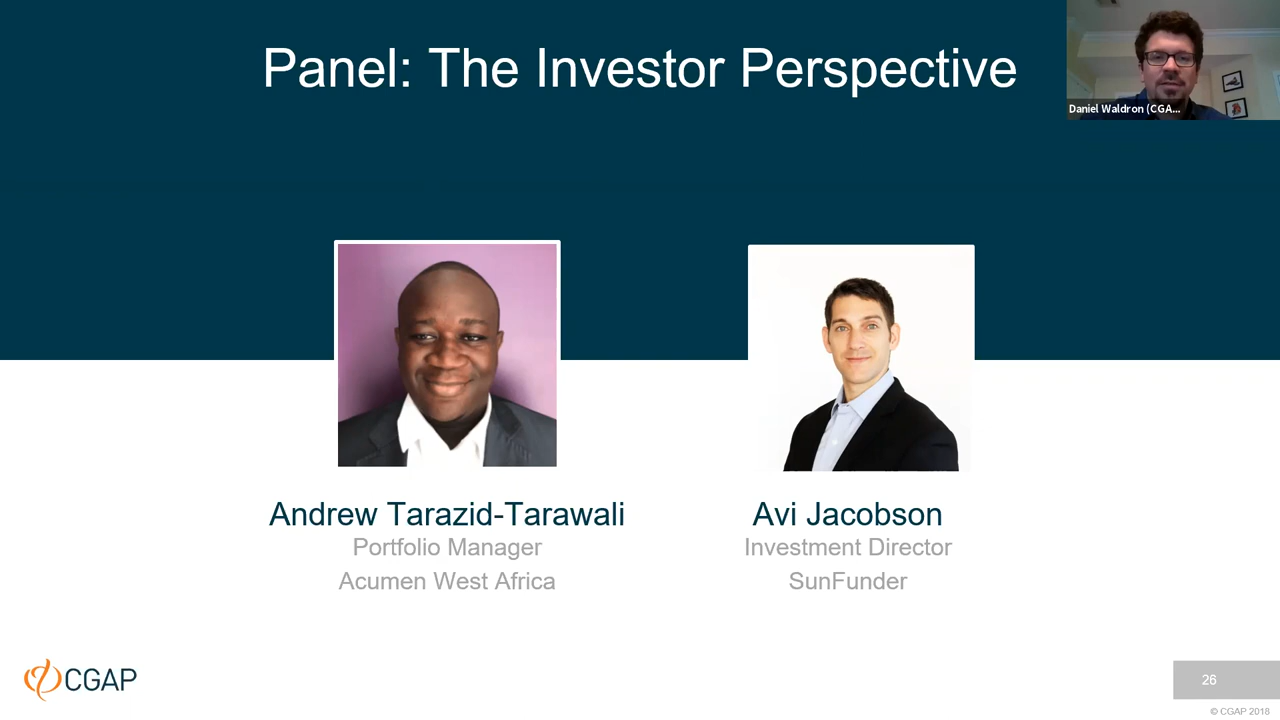 Panel: The Investor Perspective
Daniel Waldron (CGA...
Andrew Tarazid-Tarawali
Portfolio Manager
Acumen West Africa
Avi Jacobson
Investment Director
SunFunder
CGAP
26
© CGAP 2018